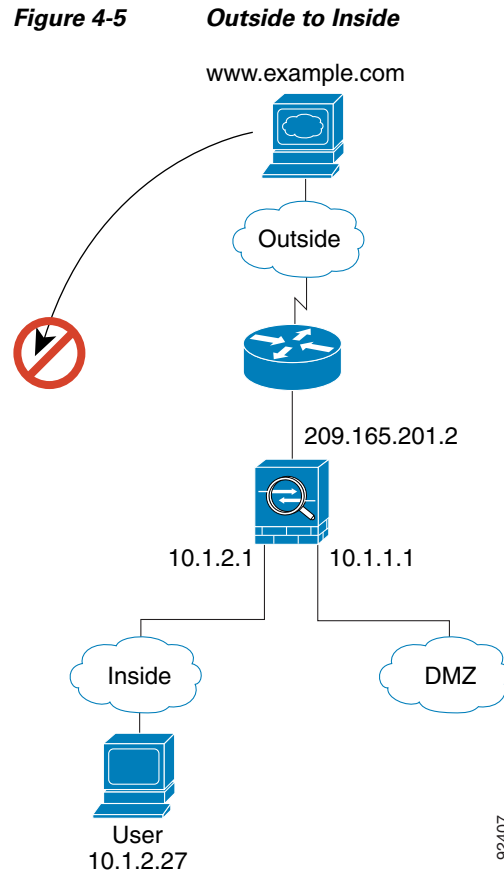 Figure 4-5 Outside to Inside
www.example.com
Outside
209.165.201.2
10.1.2.1 10.1.1.1
Inside DMZ
User
10.1.2.27
92407